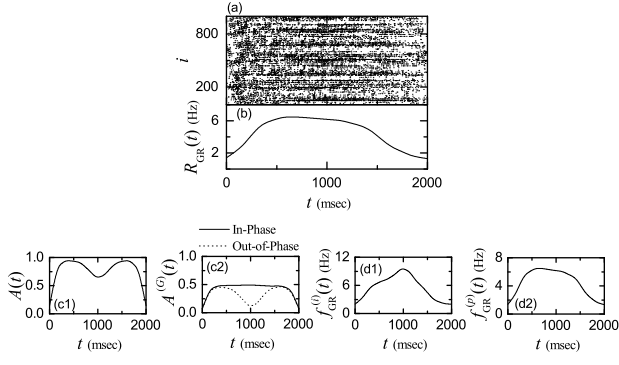 (a)
800
200
i
(b)
6
2
R_GR(t) (Hz)
0 1000 2000
t (msec)
In-Phase
Out-of-Phase
1.0
0.5
0.0
A(t)
(c1)
0 1000 2000
t (msec)
1.0
0.5
0.0
A^(G)(t)
(c2)
0 1000 2000
t (msec)
12
6
0
f_GR^(i)(t) (Hz)
(d1)
0 1000 2000
t (msec)
8
4
0
f_GR^(p)(t) (Hz)
(d2)
0 1000 2000
t (msec)